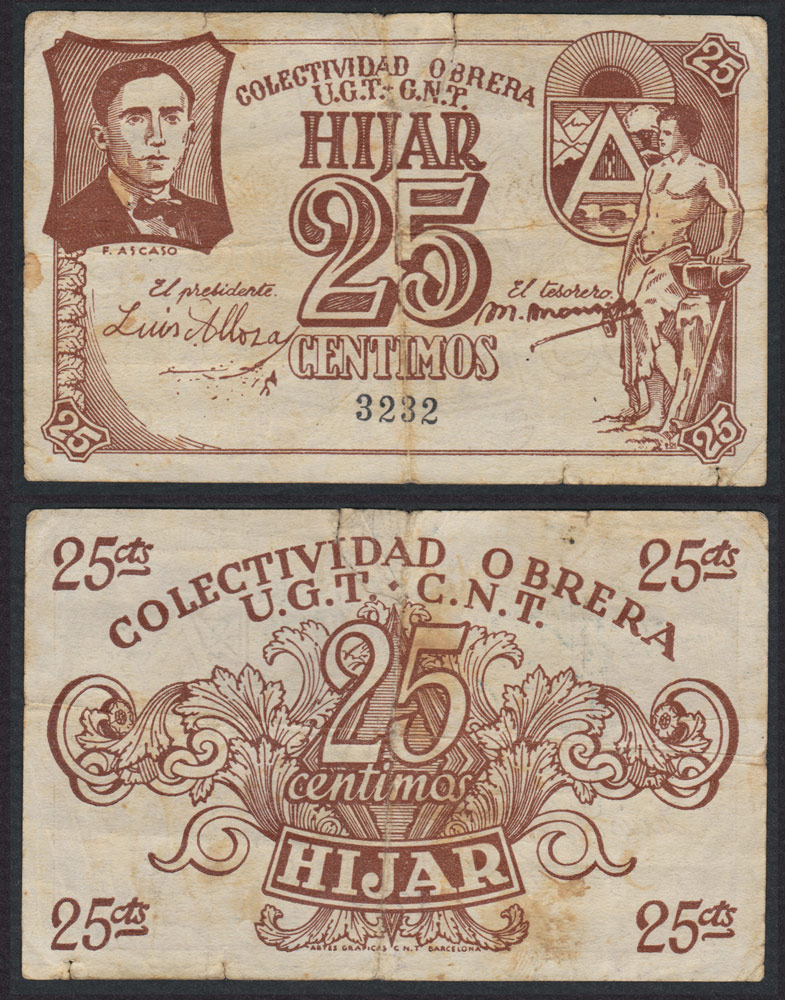 COLECTIVIDAD OBRERA
U.G.T. - C.N.T.
HIJAR
25
25
F. ASCASO
El presidente.
El tesorero.
Luis Alloza
CENTIMOS
3232
25
25
25cts
25cts
COLECTIVIDAD OBRERA
U.G.T. · C.N.T.
25
centimos
HIJAR
25cts
25cts
ARTES GRAFICAS C.N.T BARCELONA